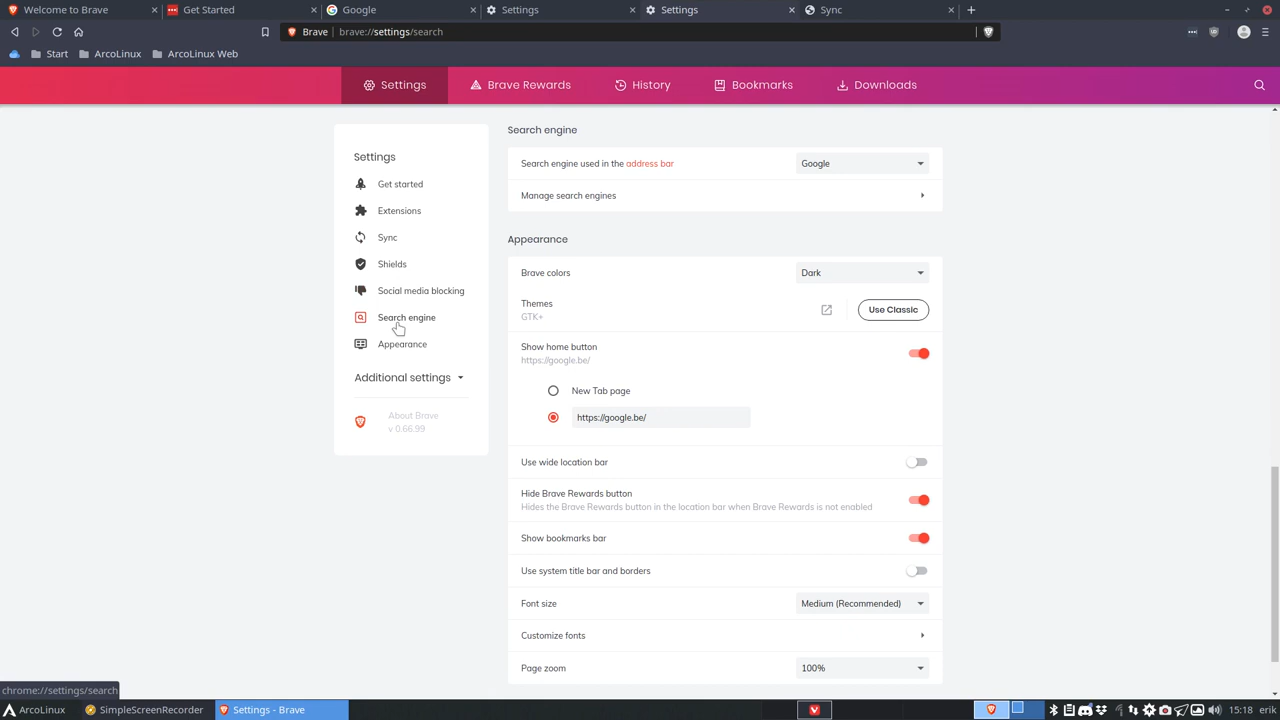 Welcome to Brave
Get Started
Google
Settings
Settings
Sync
Brave
brave://settings/search
Start
ArcoLinux
ArcoLinux Web
Settings
Brave Rewards
History
Bookmarks
Downloads
Settings
Get started
Extensions
Sync
Shields
Social media blocking
Search engine
Appearance
Additional settings
About Brave
v 0.66.99
Search engine
Search engine used in the address bar
Google
Manage search engines
Appearance
Brave colors
Dark
Themes
GTK+
Use Classic
Show home button
https://google.be/
New Tab page
https://google.be/
Use wide location bar
Hide Brave Rewards button
Hides the Brave Rewards button in the location bar when Brave Rewards is not enabled
Show bookmarks bar
Use system title bar and borders
Font size
Medium (Recommended)
Customize fonts
Page zoom
100%
chrome://settings/search
ArcoLinux
SimpleScreenRecorder
Settings - Brave
15:18
erik